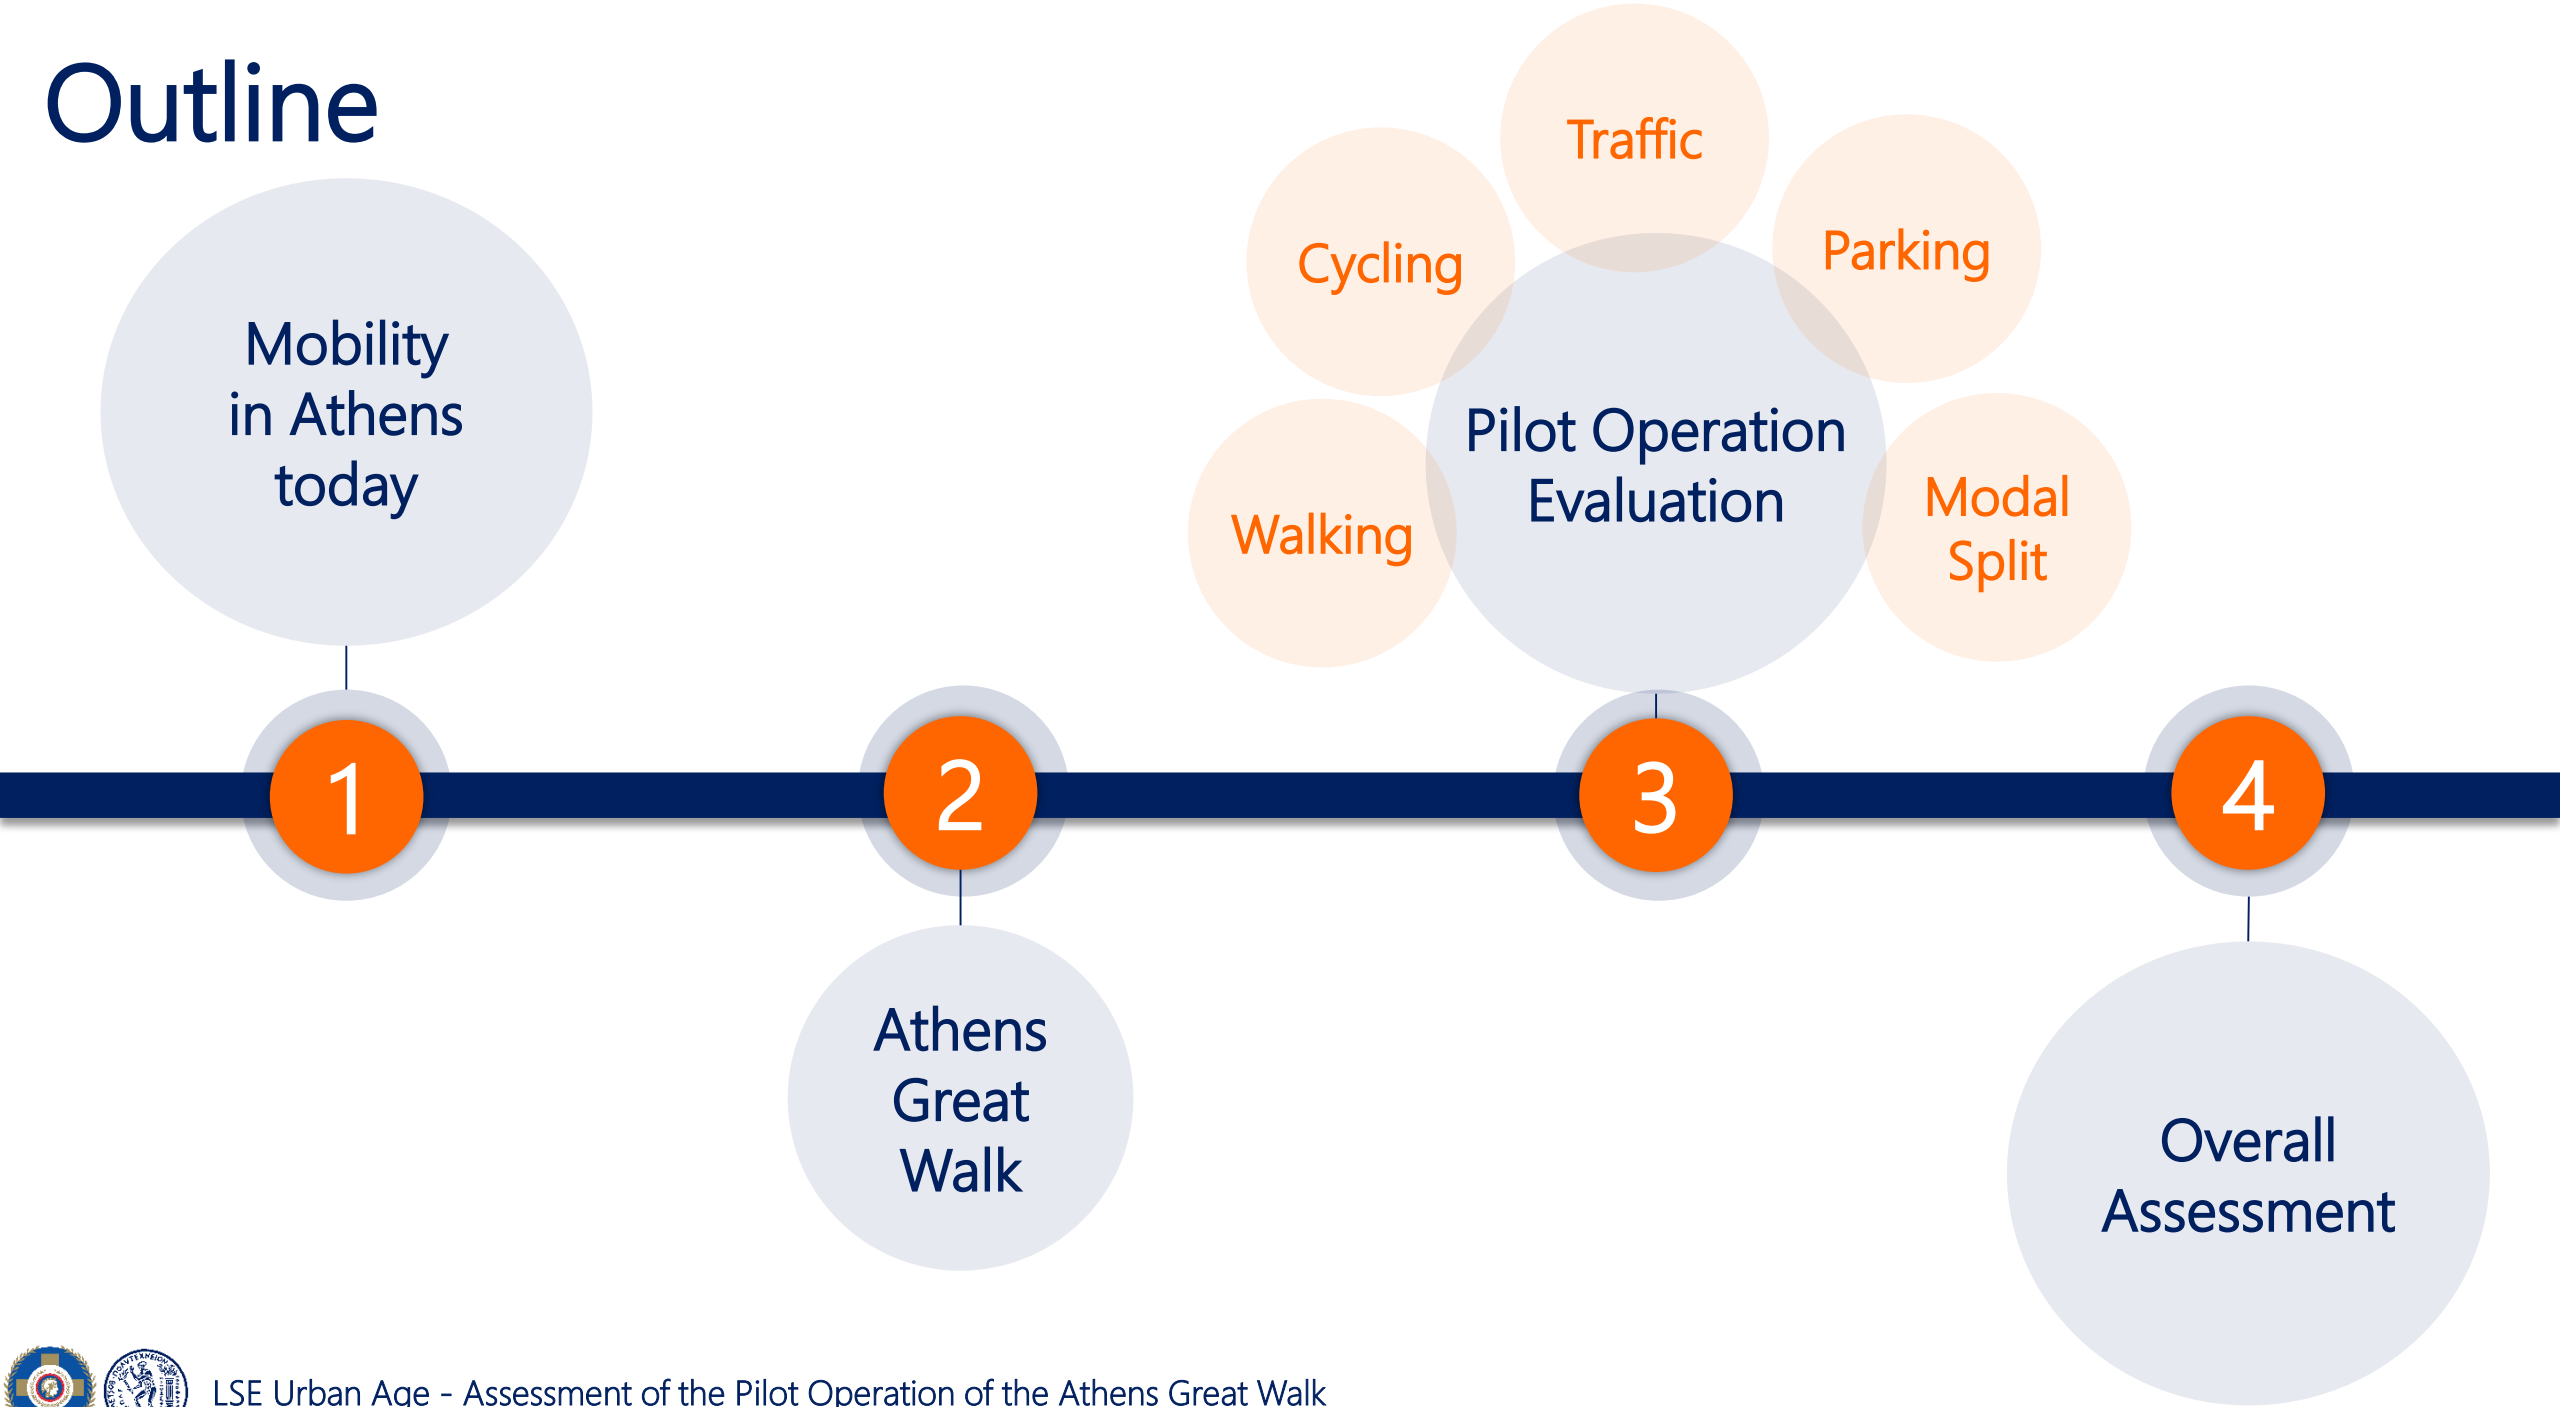 Outline
Mobility
in Athens
today
Traffic
Cycling
Parking
Walking
Pilot Operation
Evaluation
Modal
Split
1
2
3
4
Athens
Great
Walk
Overall
Assessment
LSE Urban Age - Assessment of the Pilot Operation of the Athens Great Walk